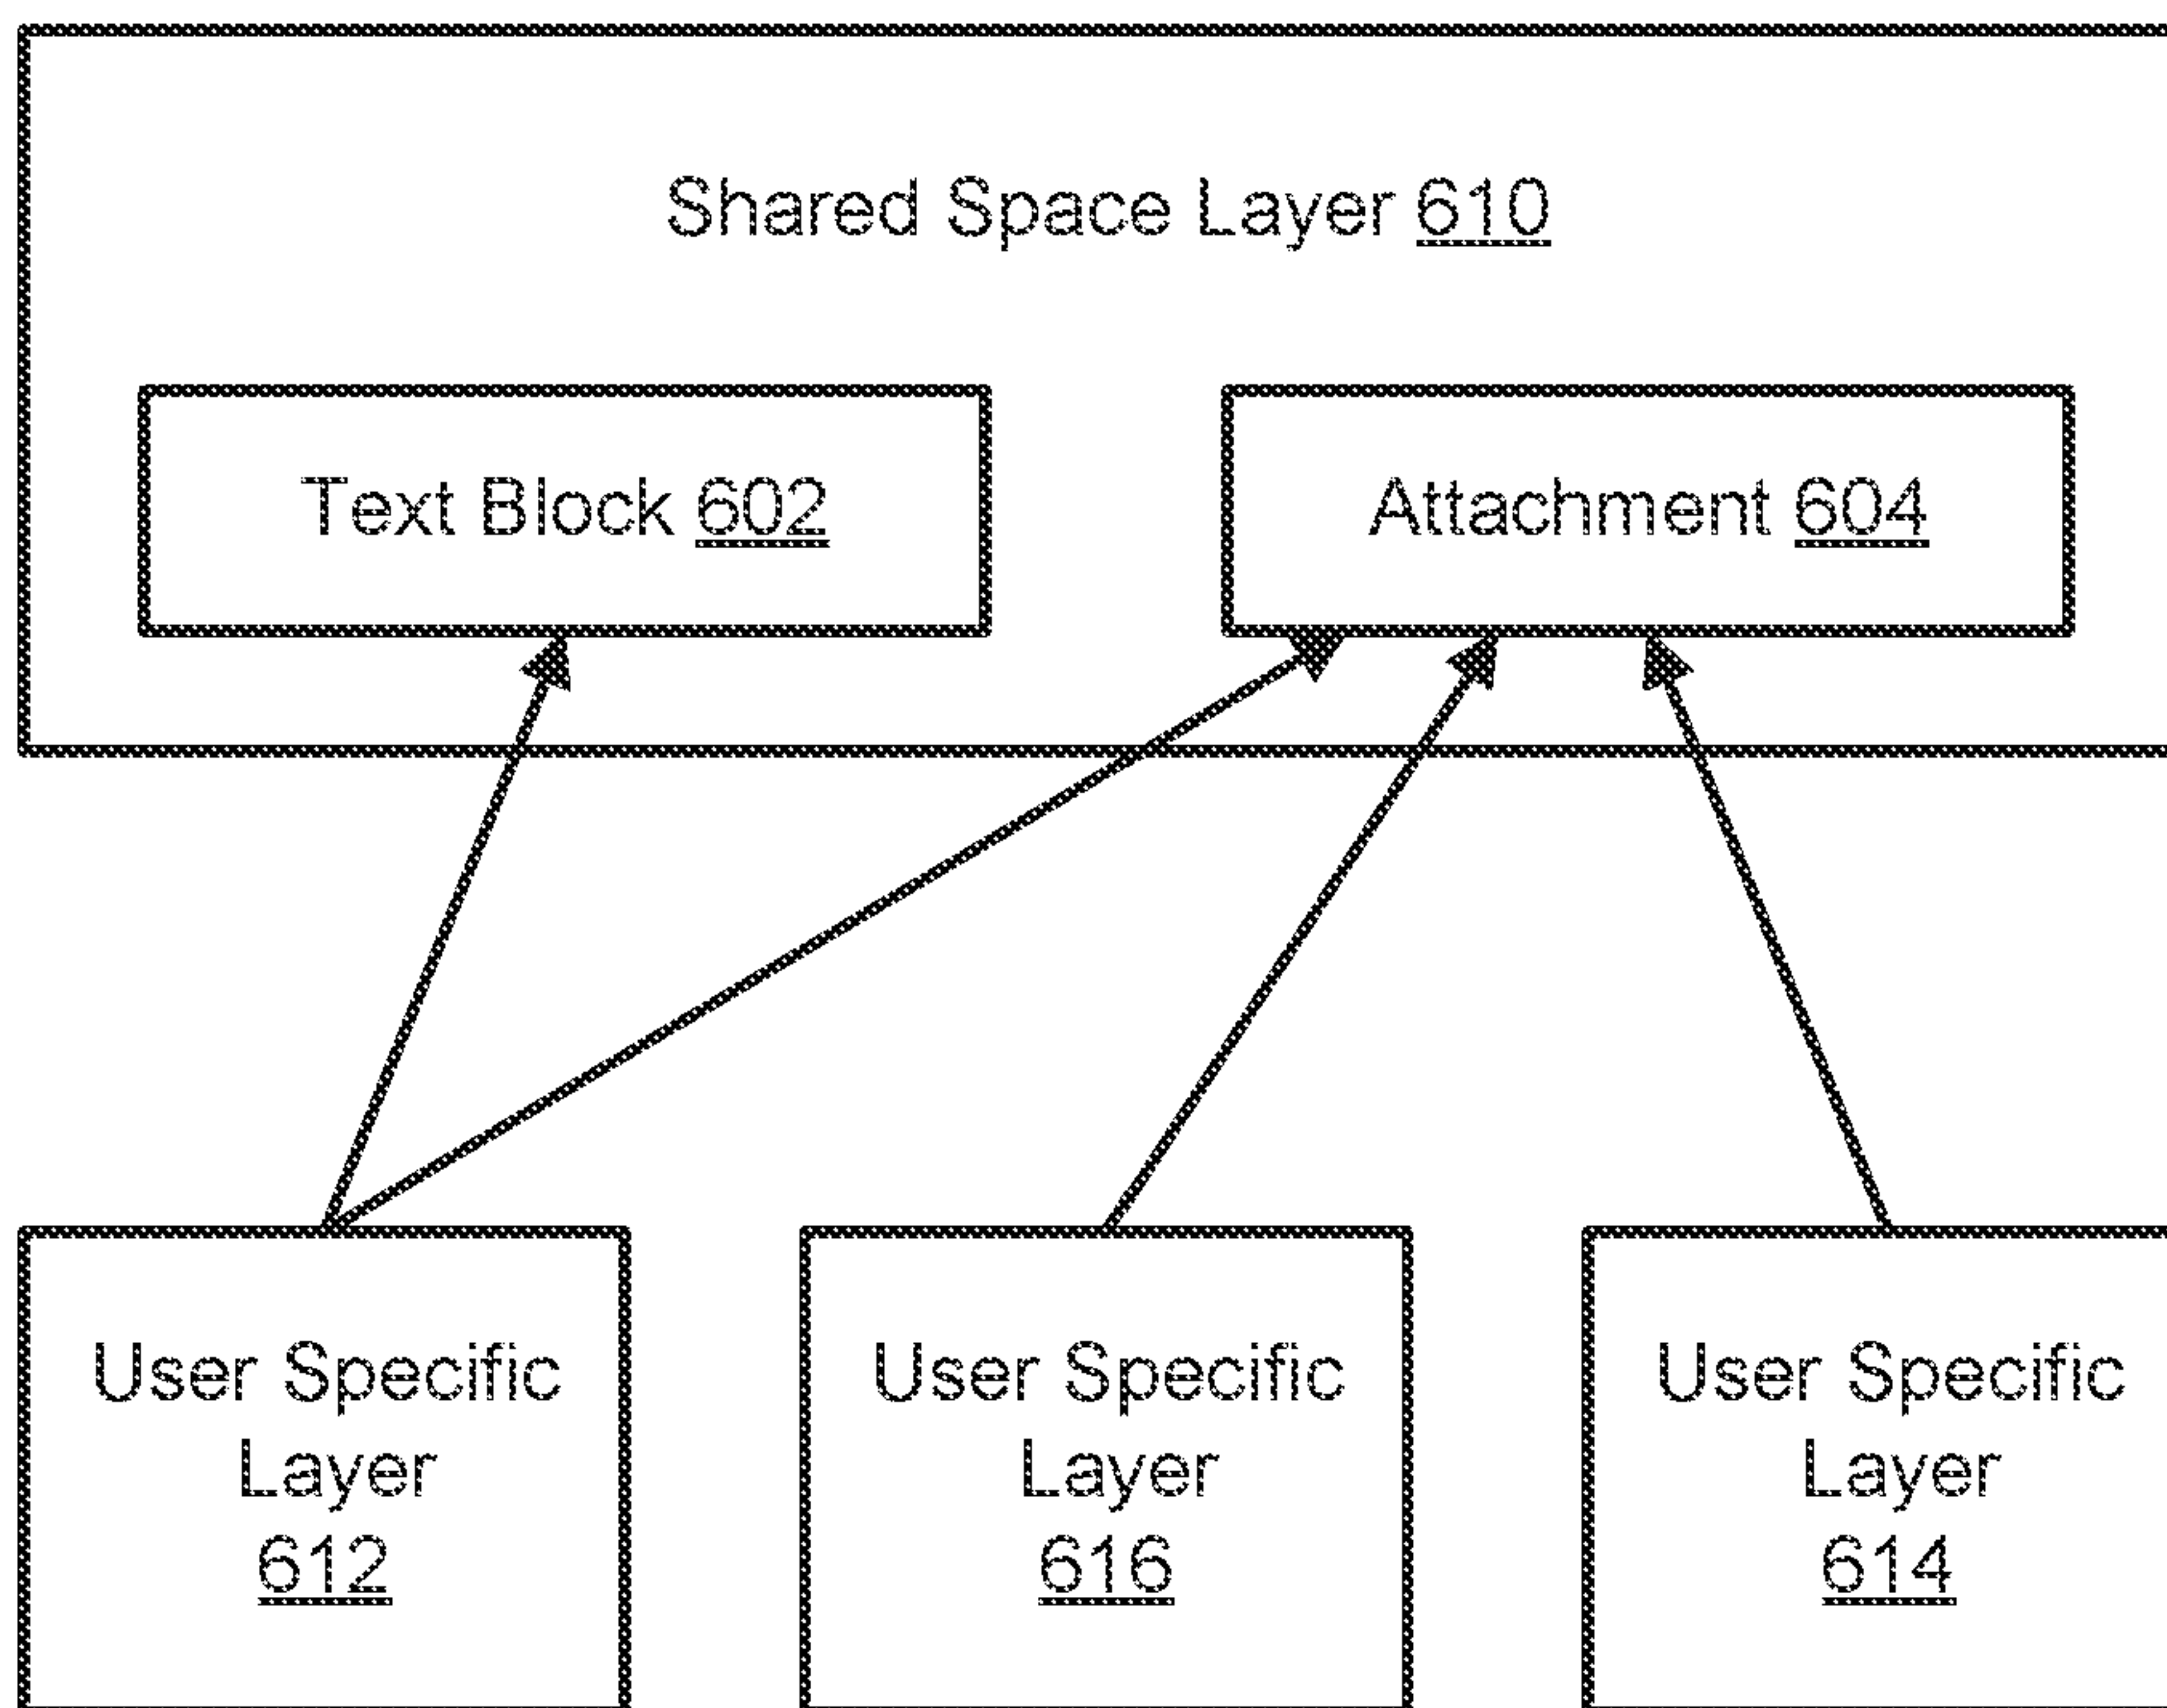 Shared Space Layer 610
Text Block 602
Attachment 604
User Specific
Layer
612
User Specific
Layer
616
User Specific
Layer
614